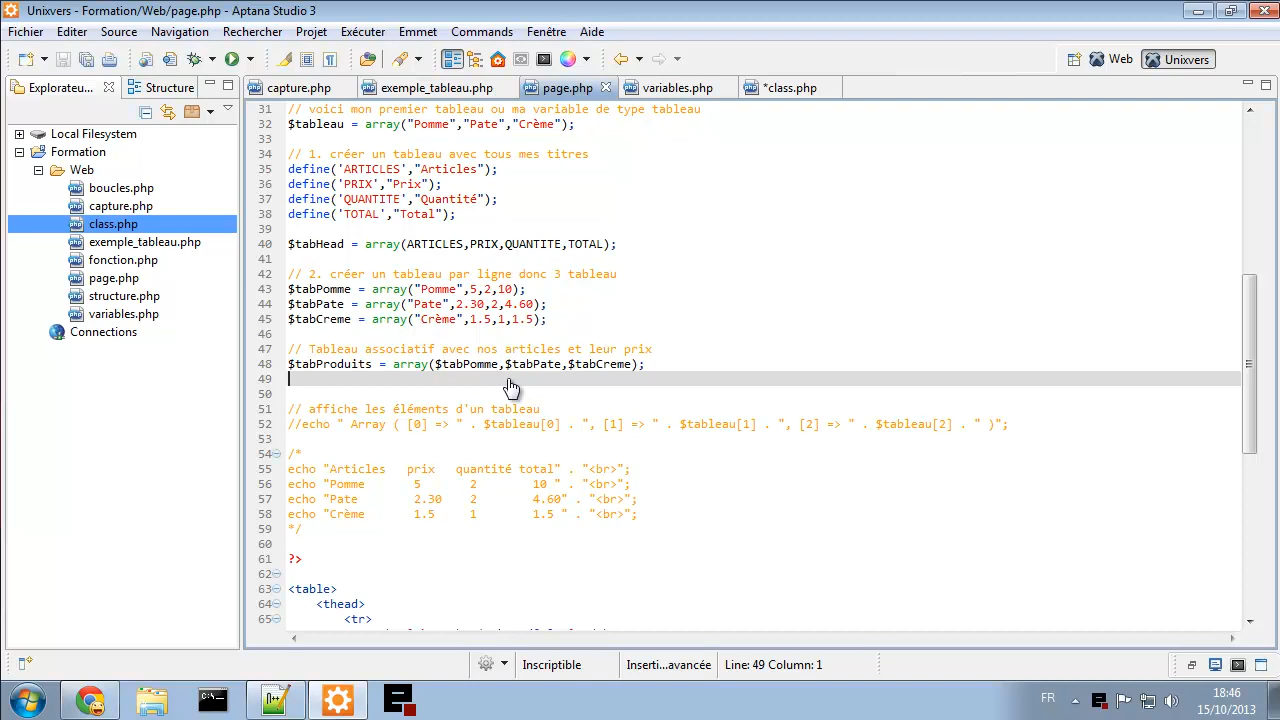 Unixvers - Formation/Web/page.php - Aptana Studio 3
Fichier Editer Source Navigation Rechercher Projet Exécuter Emmet Commands Fenêtre Aide
Web Unixvers
Explorateu... Structure
capture.php exemple_tableau.php page.php variables.php *class.php
Local Filesystem
Formation
Web
boucles.php
capture.php
class.php
exemple_tableau.php
fonction.php
page.php
structure.php
variables.php
Connections
31 // voici mon premier tableau ou ma variable de type tableau
32 $tableau = array("Pomme","Pate","Crème");
33
34 // 1. créer un tableau avec tous mes titres
35 define('ARTICLES',"Articles");
36 define('PRIX',"Prix");
37 define('QUANTITE',"Quantité");
38 define('TOTAL',"Total");
39
40 $tabHead = array(ARTICLES,PRIX,QUANTITE,TOTAL);
41
42 // 2. créer un tableau par ligne donc 3 tableau
43 $tabPomme = array("Pomme",5,2,10);
44 $tabPate = array("Pate",2.30,2,4.60);
45 $tabCreme = array("Crème",1.5,1,1.5);
46
47 // Tableau associatif avec nos articles et leur prix
48 $tabProduits = array($tabPomme,$tabPate,$tabCreme);
49
50
51 // affiche les éléments d'un tableau
52 //echo " Array ( [0] => " . $tableau[0] . ", [1] => " . $tableau[1] . ", [2] => " . $tableau[2] . " )";
53
54 /*
55 echo "Articles   prix   quantité total" . "<br>";
56 echo "Pomme       5       2        10 " . "<br>";
57 echo "Pate        2.30    2        4.60" . "<br>";
58 echo "Crème       1.5     1        1.5 " . "<br>";
59 */
60
61 ?>
62
63 <table>
64     <thead>
65         <tr>
Inscriptible Inserti...avancée Line: 49 Column: 1
FR 18:46
15/10/2013